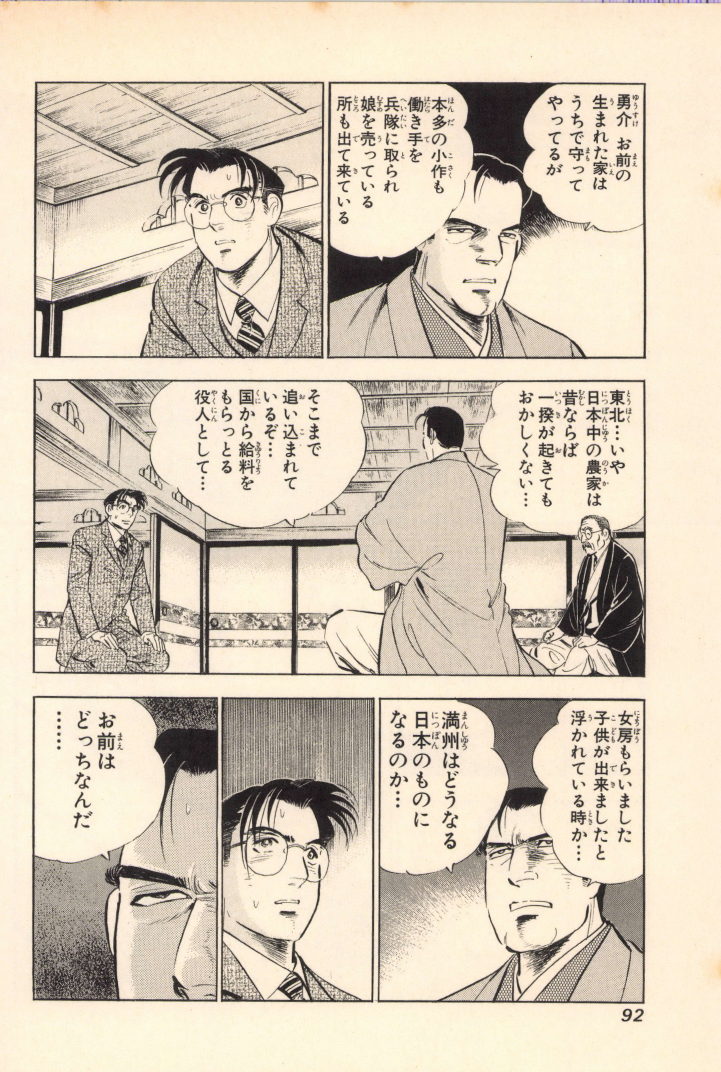 勇介 お前の
生まれた家は
うちで守って
やってるが
本多の小作も
働き手を
兵隊に取られ
娘を売っている
所も出て来ている
東北…いや
日本中の農家は
昔ならば
一揆が起きても
おかしくない…
そこまで
追い込まれて
いるぞ…
国から給料を
もらっとる
役人として…
女房もらいました
子供が出来ましたと
浮かれている時か…
満州はどうなる
日本のものに
なるのか…
お前は
どっちなんだ
……
92